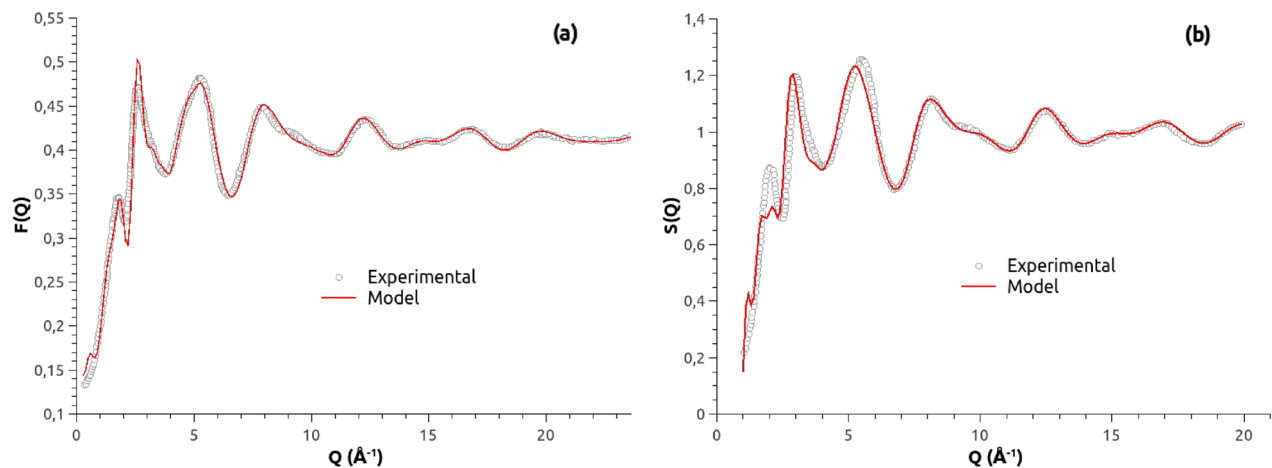 (a)
0,55
0,5
0,45
0,4
0,35
0,3
0,25
0,2
0,15
0,1
F(Q)
Experimental
Model
0
5
10
15
20
Q (Å⁻¹)
(b)
1,4
1,2
1
0,8
0,6
0,4
0,2
0
S(Q)
Experimental
Model
0
5
10
15
20
Q (Å⁻¹)